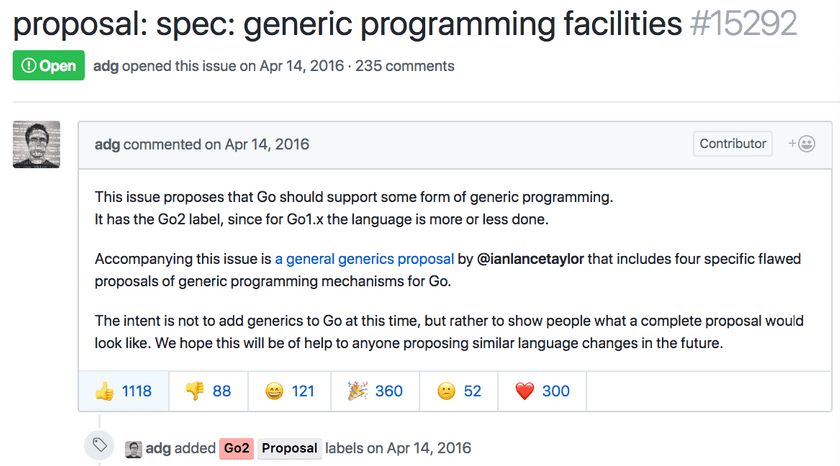 proposal: spec: generic programming facilities #15292
Open adg opened this issue on Apr 14, 2016 · 235 comments
adg commented on Apr 14, 2016 Contributor +
This issue proposes that Go should support some form of generic programming.
It has the Go2 label, since for Go1.x the language is more or less done.
Accompanying this issue is a general generics proposal by @ianlancetaylor that includes four specific flawed
proposals of generic programming mechanisms for Go.
The intent is not to add generics to Go at this time, but rather to show people what a complete proposal would
look like. We hope this will be of help to anyone proposing similar language changes in the future.
1118 88 121 360 52 300
adg added Go2 Proposal labels on Apr 14, 2016